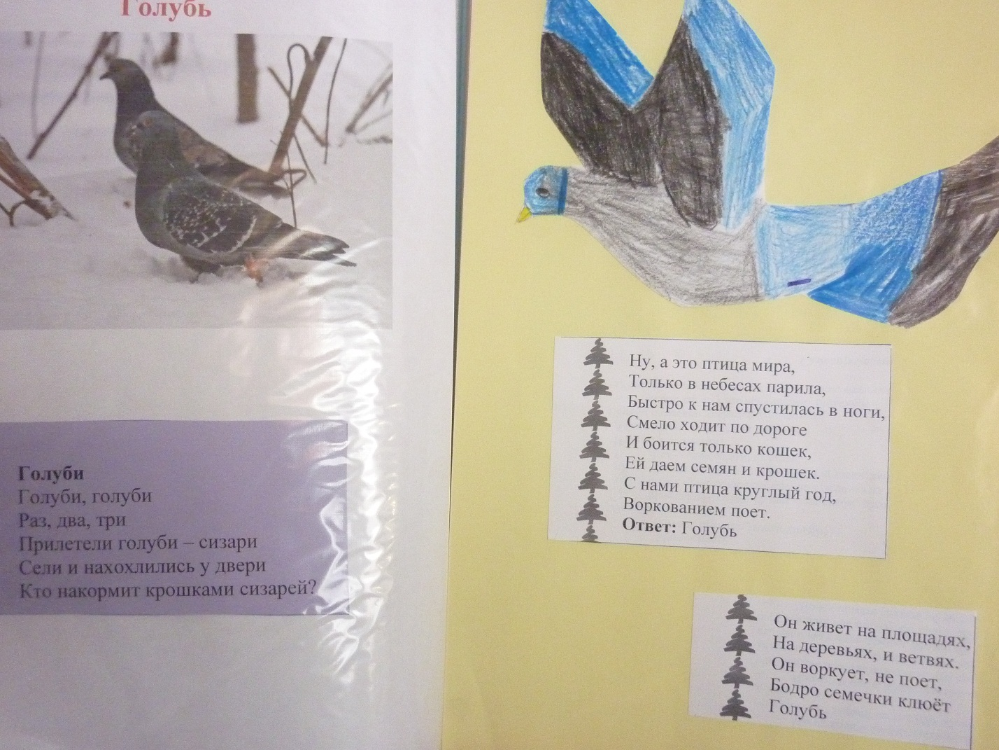 Голубь
Голуби
Голуби, голуби
Раз, два, три
Прилетели голуби – сизари
Сели и нахохлились у двери
Кто накормит крошками сизарей?
Ну, а это птица мира,
Только в небесах парила,
Быстро к нам спустилась в ноги,
Смело ходит по дороге
И боится только кошек,
Ей даем семян и крошек.
С нами птица круглый год,
Воркованием поет.
Ответ: Голубь
Он живет на площадях,
На деревьях, и ветвях.
Он воркует, не поет,
Бодро семечки клюёт
Голубь